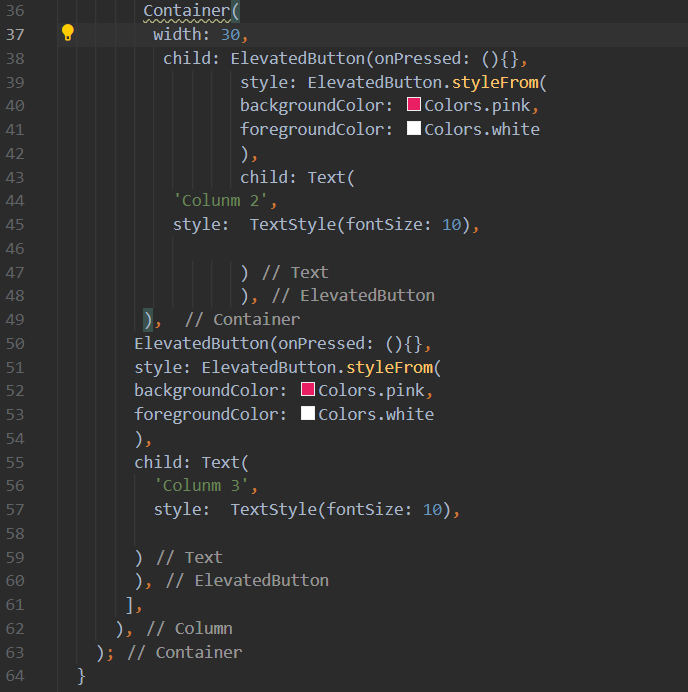 36 Container(
37 width: 30,
38 child: ElevatedButton(onPressed: (){},
39 style: ElevatedButton.styleFrom(
40 backgroundColor: Colors.pink,
41 foregroundColor: Colors.white
42 ),
43 child: Text(
44 'Colunm 2',
45 style:  TextStyle(fontSize: 10),
46
47 ) // Text
48 ), // ElevatedButton
49 ),  // Container
50 ElevatedButton(onPressed: (){},
51 style: ElevatedButton.styleFrom(
52 backgroundColor: Colors.pink,
53 foregroundColor: Colors.white
54 ),
55 child: Text(
56 'Colunm 3',
57 style:  TextStyle(fontSize: 10),
58
59 ) // Text
60 ), // ElevatedButton
61 ],
62 ), // Column
63 ); // Container
64 }